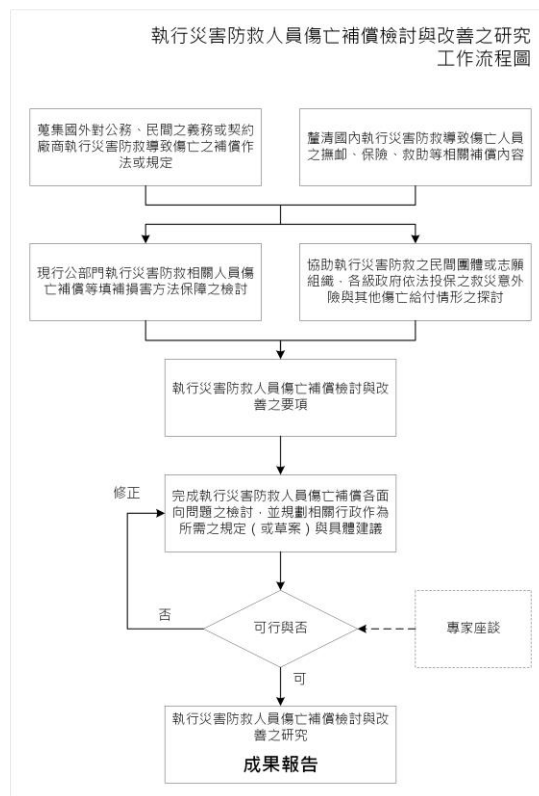 執行災害防救人員傷亡補償檢討與改善之研究
工作流程圖
蒐集國外對公務、民間之義務或契約
廠商執行災害防救導致傷亡之補償作
法或規定
釐清國內執行災害防救導致傷亡人員
之撫卹、保險、救助等相關補償內容
現行公部門執行災害防救相關人員傷
亡補償等填補損害方法保障之檢討
協助執行災害防救之民間團體或志願
組織，各級政府依法投保之救災意外
險與其他傷亡給付情形之探討
執行災害防救人員傷亡補償檢討與改
善之要項
修正
完成執行災害防救人員傷亡補償各面
向問題之檢討，並規劃相關行政作為
所需之規定（或草案）與具體建議
否
可行與否
專家座談
可
執行災害防救人員傷亡補償檢討與改
善之研究
成果報告